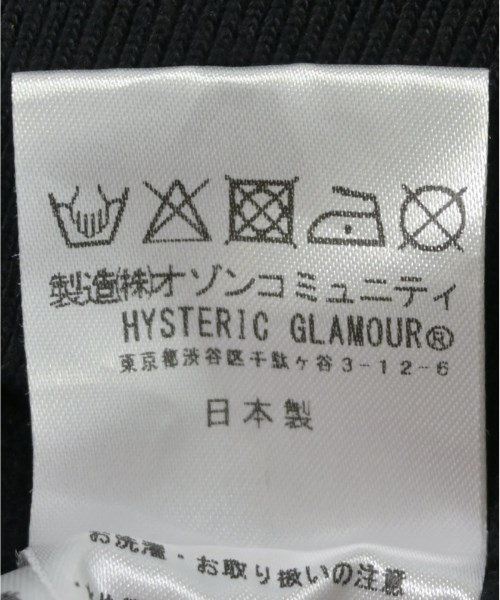 製造(株)オゾンコミュニティ
HYSTERIC GLAMOUR®
東京都渋谷区千駄ヶ谷3-12-6
日本製
お洗濯・お取り扱いの注意